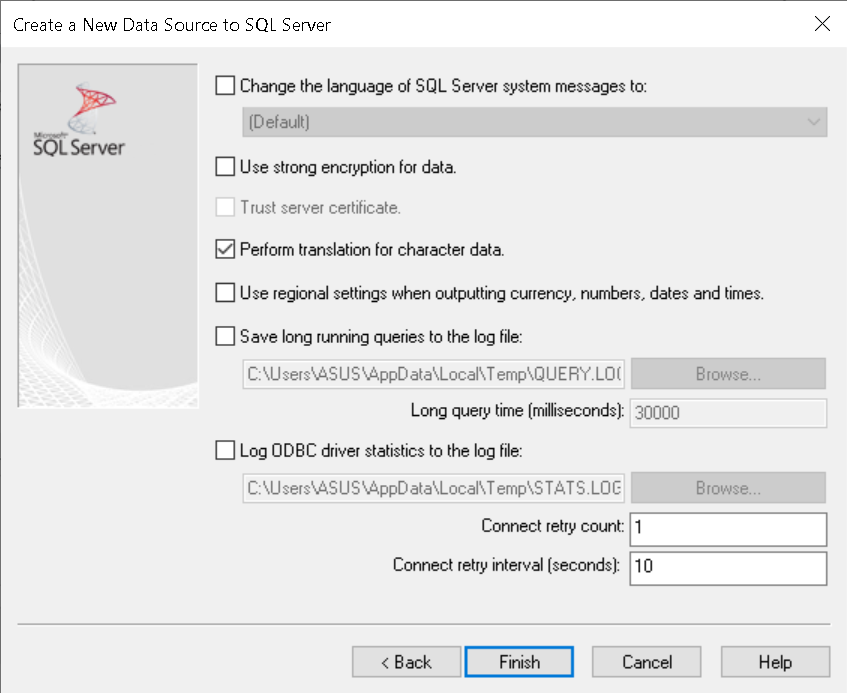 Create a New Data Source to SQL Server
Microsoft
SQL Server
Change the language of SQL Server system messages to:
(Default)
Use strong encryption for data.
Trust server certificate.
Perform translation for character data.
Use regional settings when outputting currency, numbers, dates and times.
Save long running queries to the log file:
C:\Users\ASUS\AppData\Local\Temp\QUERY.LOG Browse...
Long query time (milliseconds): 30000
Log ODBC driver statistics to the log file:
C:\Users\ASUS\AppData\Local\Temp\STATS.LOG Browse...
Connect retry count: 1
Connect retry interval (seconds): 10
< Back Finish Cancel Help